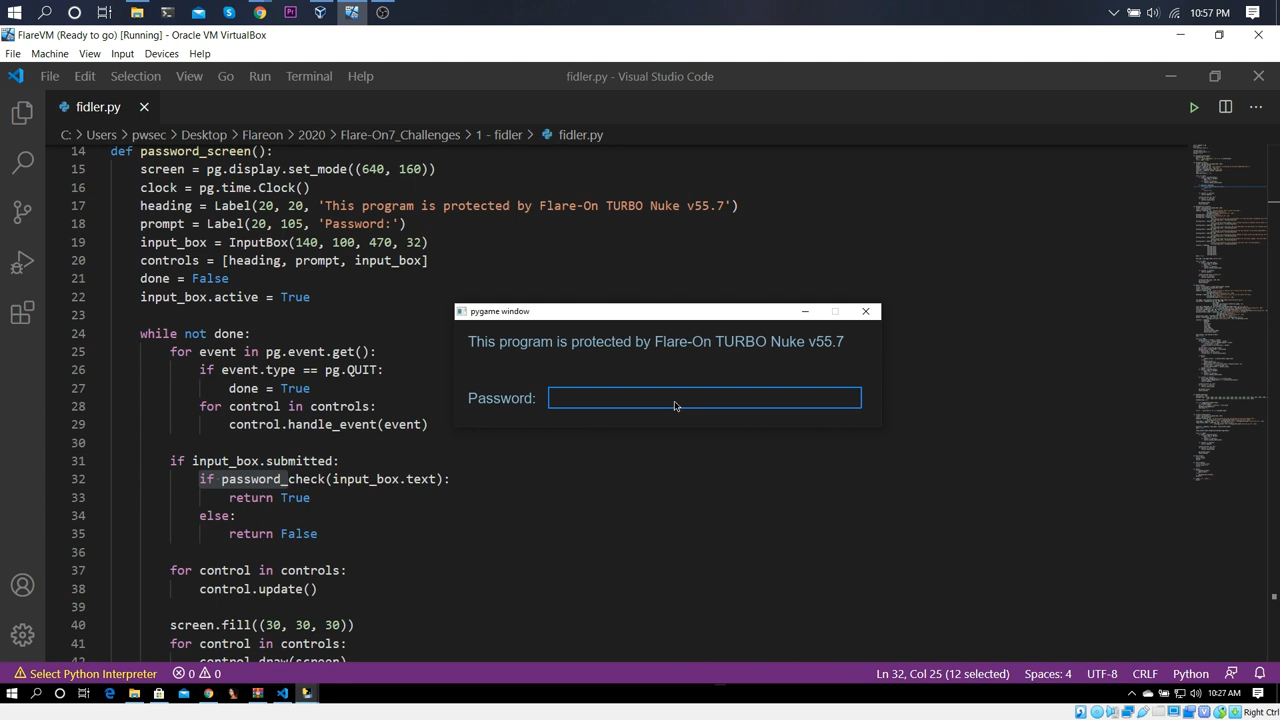 10:57 PM
FlareVM (Ready to go) [Running] - Oracle VM VirtualBox
File Machine View Input Devices Help
File Edit Selection View Go Run Terminal Help
fidler.py - Visual Studio Code
fidler.py
C: > Users > pwsec > Desktop > Flareon > 2020 > Flare-On7_Challenges > 1 - fidler > fidler.py
14 def password_screen():
15 screen = pg.display.set_mode((640, 160))
16 clock = pg.time.Clock()
17 heading = Label(20, 20, 'This program is protected by Flare-On TURBO Nuke v55.7')
18 prompt = Label(20, 105, 'Password:')
19 input_box = InputBox(140, 100, 470, 32)
20 controls = [heading, prompt, input_box]
21 done = False
22 input_box.active = True
23
24 while not done:
25 for event in pg.event.get():
26 if event.type == pg.QUIT:
27 done = True
28 for control in controls:
29 control.handle_event(event)
30
31 if input_box.submitted:
32 if password_check(input_box.text):
33 return True
34 else:
35 return False
36
37 for control in controls:
38 control.update()
39
40 screen.fill((30, 30, 30))
41 for control in controls:
42 control.draw(screen)
pygame window
This program is protected by Flare-On TURBO Nuke v55.7
Password:
Select Python Interpreter 0 0 Ln 32, Col 25 (12 selected) Spaces: 4 UTF-8 CRLF Python
10:27 AM
Right Ctrl